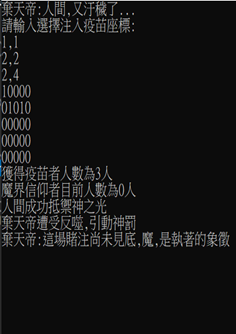 棄天帝:人間,又汙穢了...
請輸入選擇注入疫苗座標:
1,1
2,2
2,4
10000
01010
00000
00000
00000
獲得疫苗者人數為3人
魔界信仰者目前人數為0人
人間成功抵禦神之光
棄天帝遭受反噬,引動神罰
棄天帝:這場賭注尚未見底,魔,是執著的象徵